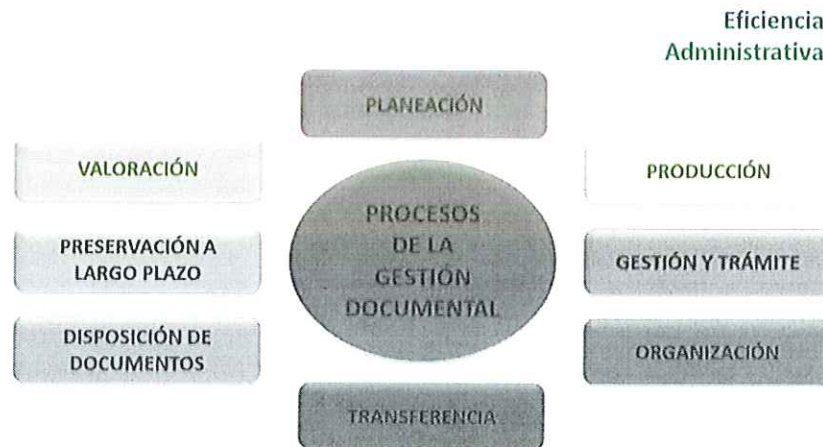 Eficiencia
Administrativa
PLANEACIÓN
VALORACIÓN
PRODUCCIÓN
PROCESOS
DE LA
GESTIÓN
DOCUMENTAL
PRESERVACIÓN A
LARGO PLAZO
GESTIÓN Y TRÁMITE
DISPOSICIÓN DE
DOCUMENTOS
ORGANIZACIÓN
TRANSFERENCIA